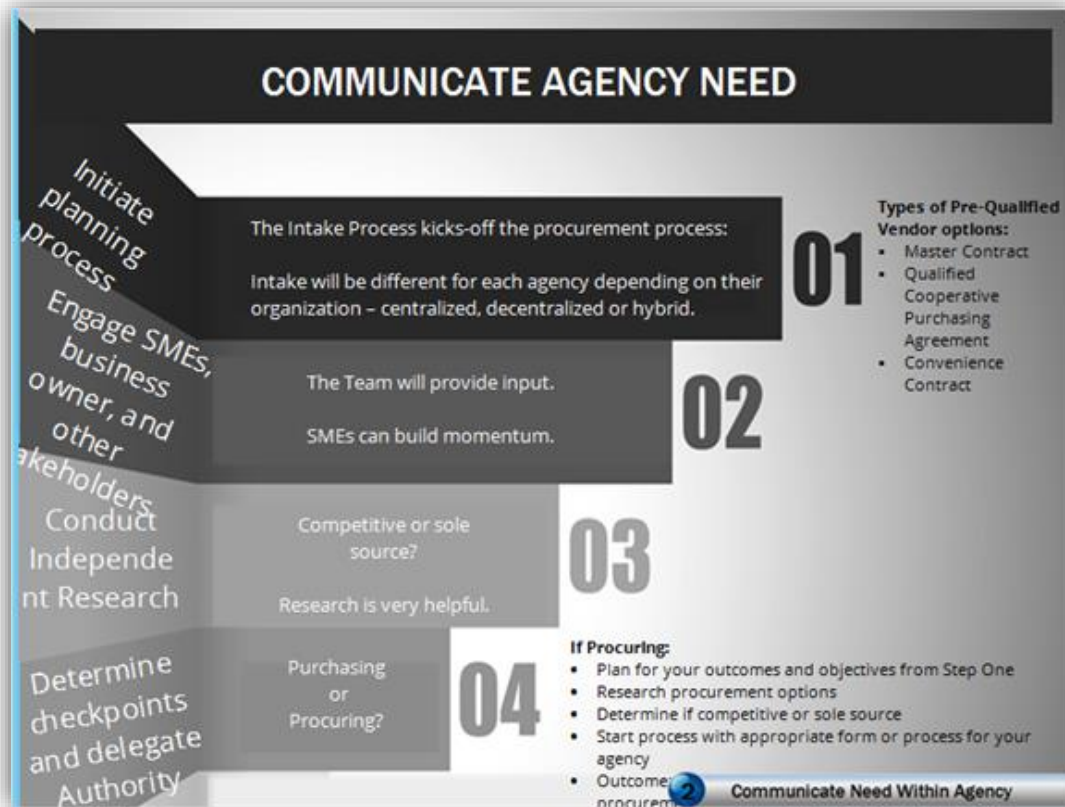 COMMUNICATE AGENCY NEED
Initiate
planning
process
The Intake Process kicks-off the procurement process:
Intake will be different for each agency depending on their
organization – centralized, decentralized or hybrid.
01
Types of Pre-Qualified
Vendor options:
▪ Master Contract
▪ Qualified
Cooperative
Purchasing
Agreement
▪ Convenience
Contract
Engage SMEs,
business
owner, and
other
akeholders
The Team will provide input.
SMEs can build momentum.
02
Conduct
Independe
nt Research
Competitive or sole
source?
Research is very helpful.
03
Determine
checkpoints
and delegate
Authority
Purchasing
or
Procuring?
04
If Procuring:
• Plan for your outcomes and objectives from Step One
• Research procurement options
• Determine if competitive or sole source
• Start process with appropriate form or process for your
agency
• Outcome
procurem
2 Communicate Need Within Agency